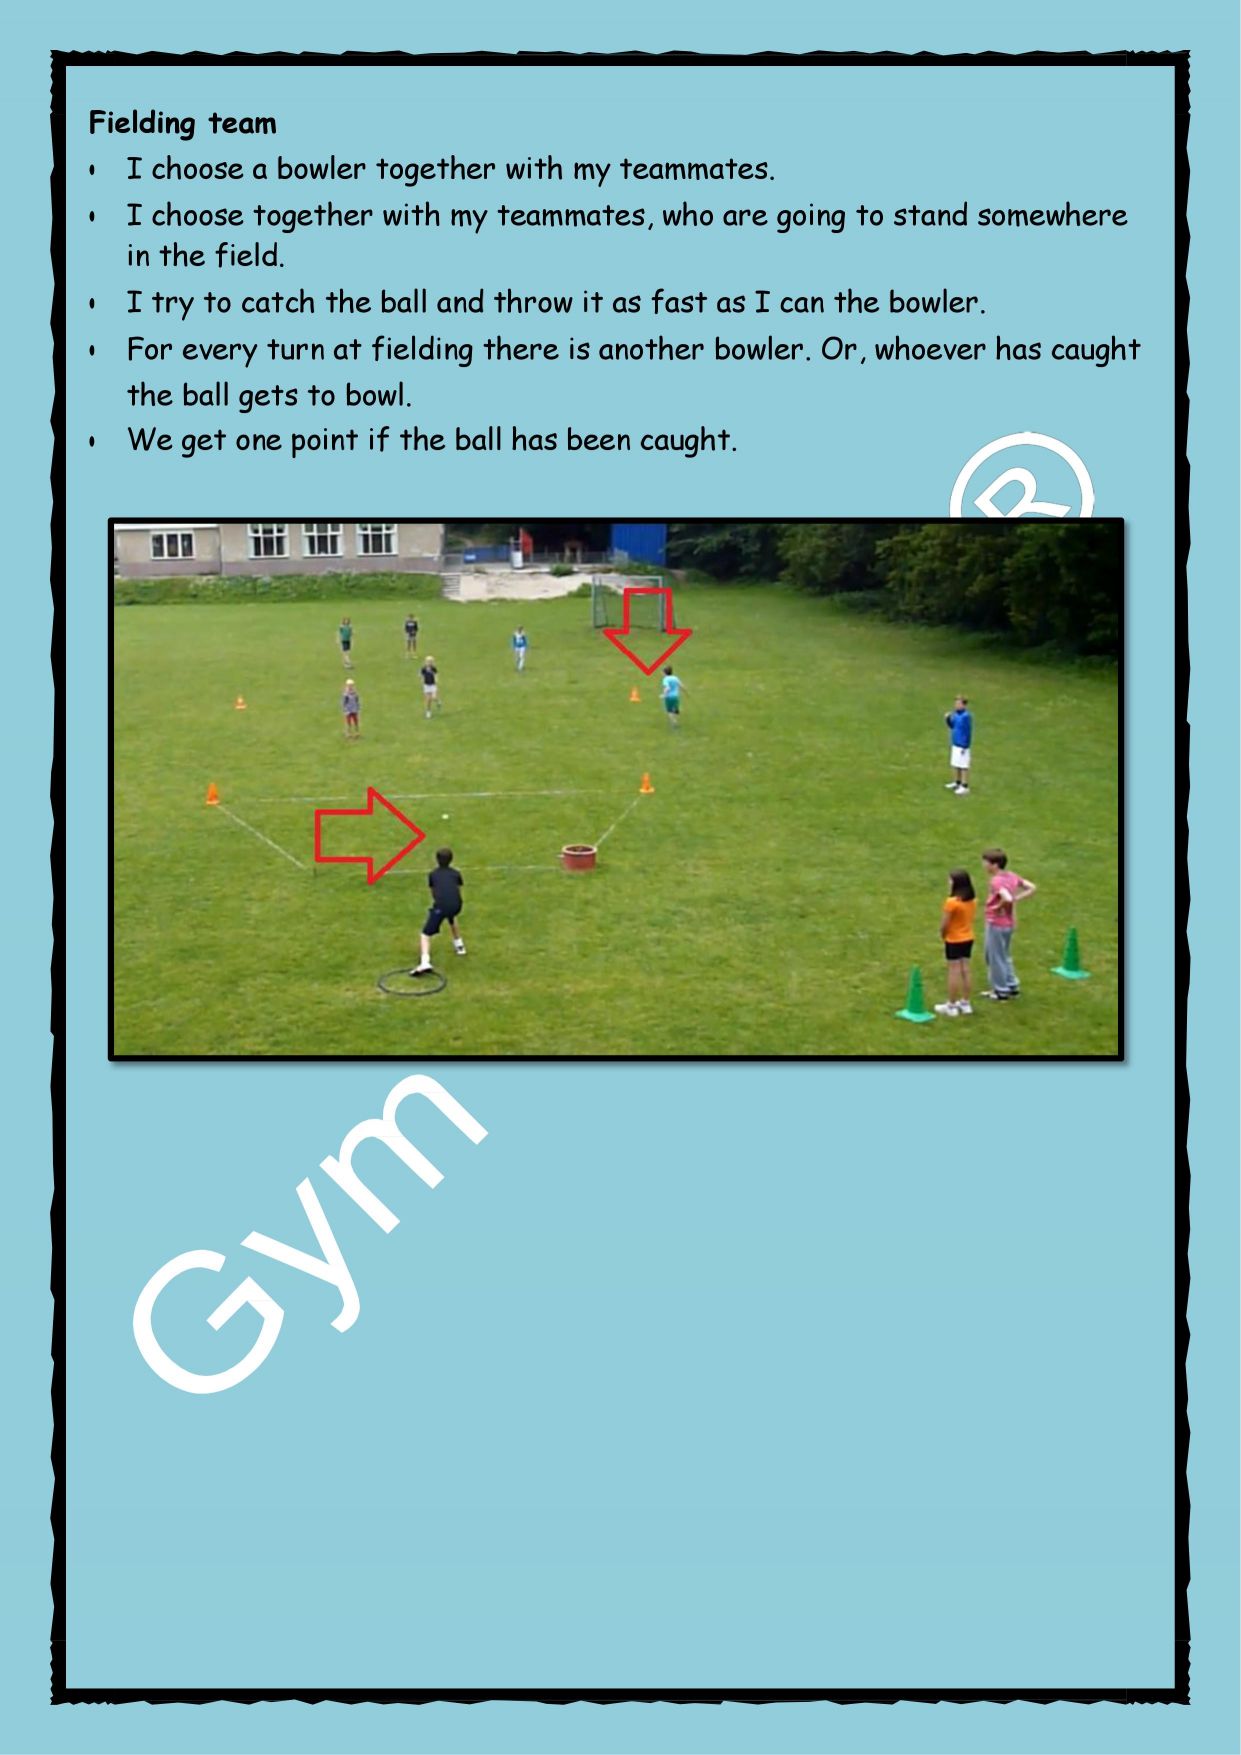 Fielding team
• I choose a bowler together with my teammates.
• I choose together with my teammates, who are going to stand somewhere
in the field.
• I try to catch the ball and throw it as fast as I can the bowler.
• For every turn at fielding there is another bowler. Or, whoever has caught
the ball gets to bowl.
• We get one point if the ball has been caught.
®
Gym